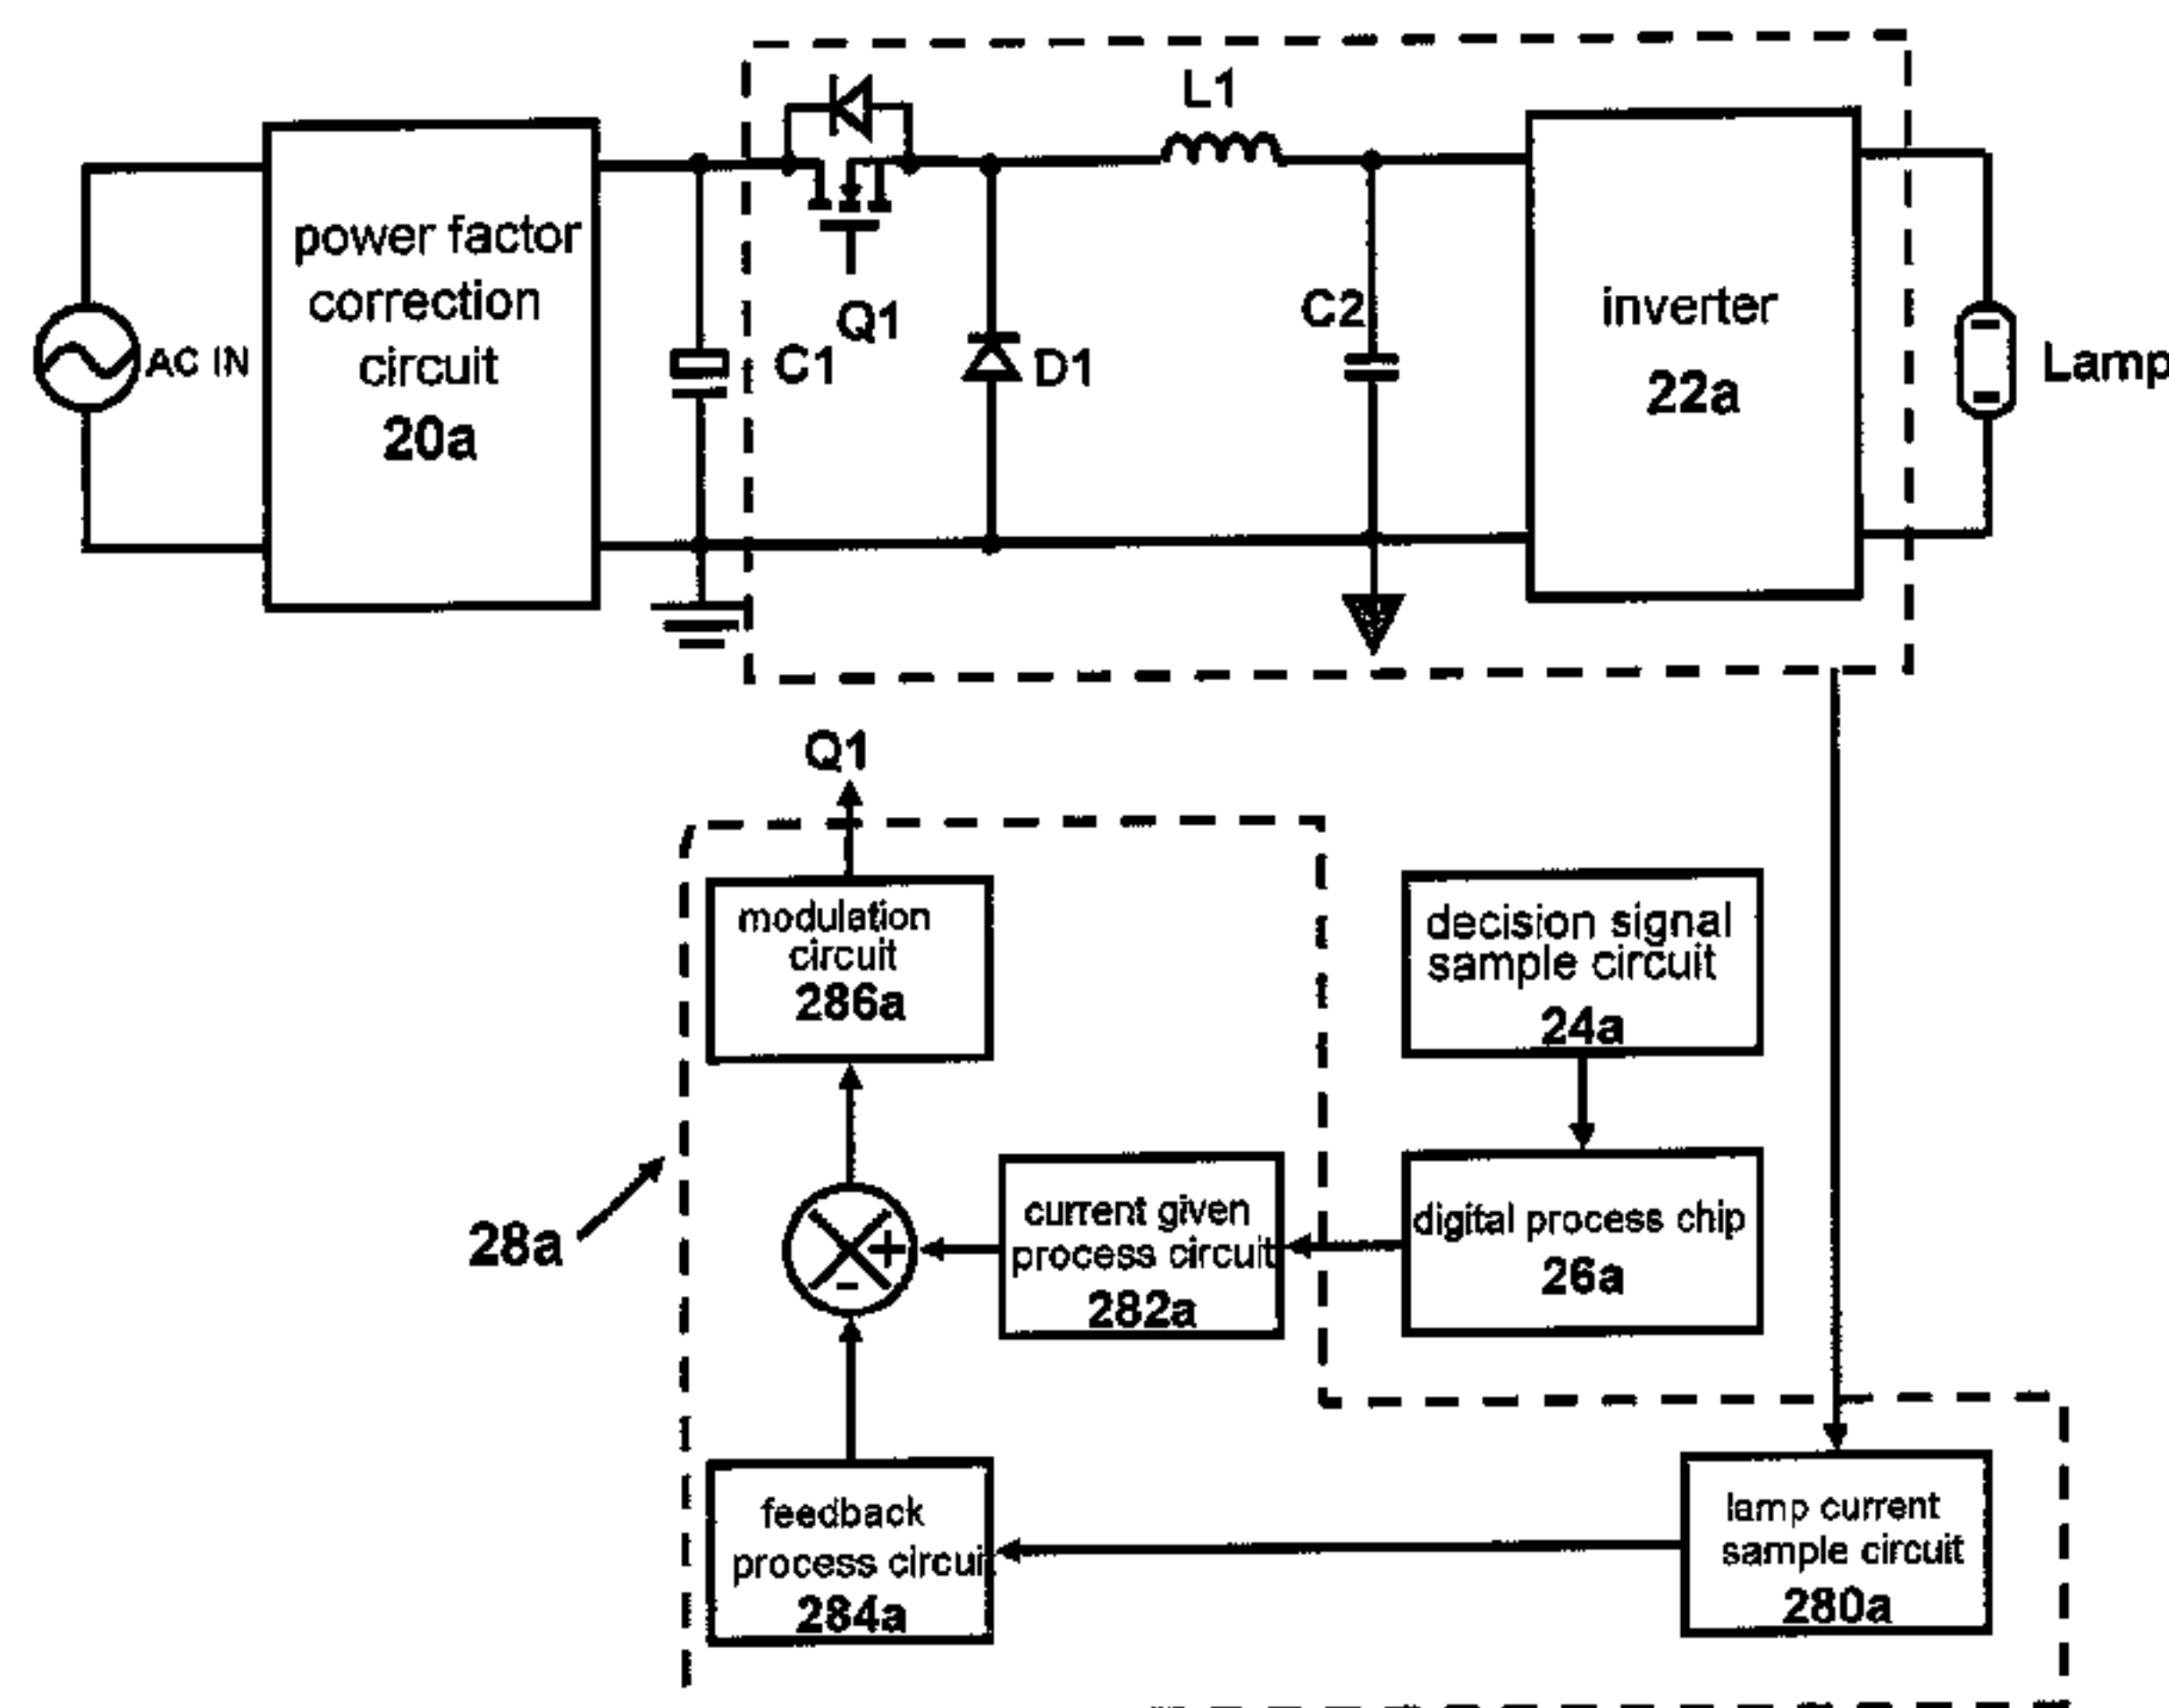 L1
power factor
correction
circuit
20a
AC IN
C1
Q1
D1
C2
inverter
22a
Lamp
Q1
modulation
circuit
286a
decision signal
sample circuit
24a
28a
+
-
current given
process circuit
282a
digital process chip
26a
feedback
process circuit
284a
lamp current
sample circuit
280a